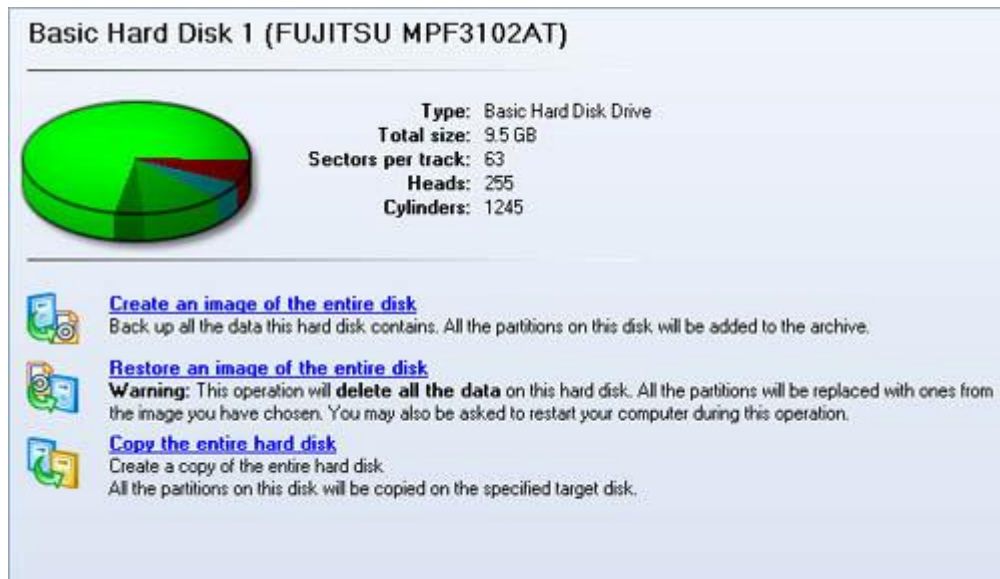 Basic Hard Disk 1 (FUJITSU MPF3102AT)
Type: Basic Hard Disk Drive
Total size: 9.5 GB
Sectors per track: 63
Heads: 255
Cylinders: 1245
Create an image of the entire disk
Back up all the data this hard disk contains. All the partitions on this disk will be added to the archive.
Restore an image of the entire disk
Warning: This operation will delete all the data on this hard disk. All the partitions will be replaced with ones from
the image you have chosen. You may also be asked to restart your computer during this operation.
Copy the entire hard disk
Create a copy of the entire hard disk
All the partitions on this disk will be copied on the specified target disk.